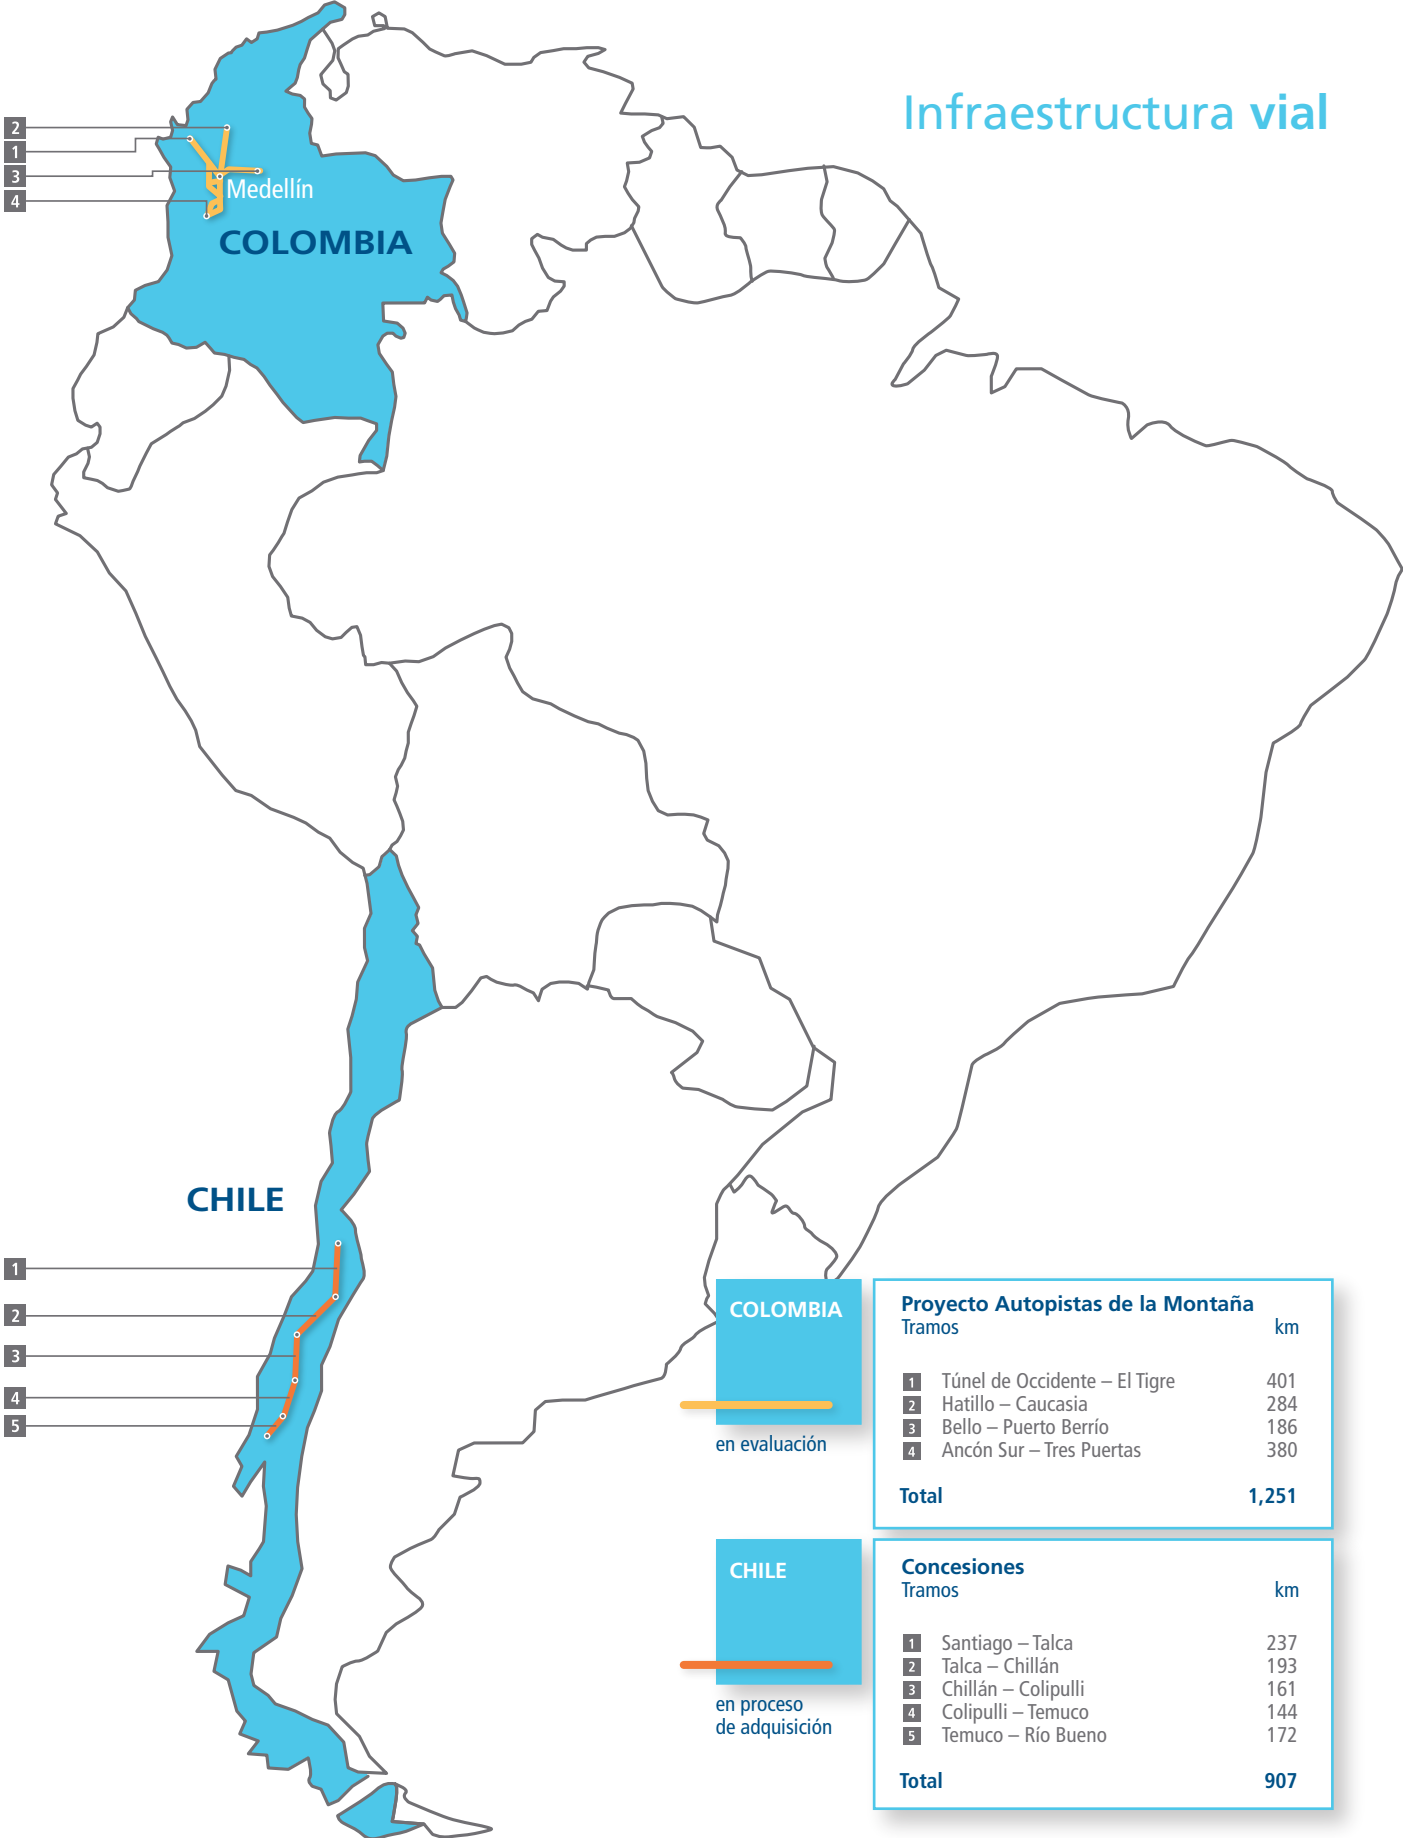 Infraestructura vial
2
1
3
4
Medellín
COLOMBIA
CHILE
1
2
3
4
5
COLOMBIA
en evaluación
Proyecto Autopistas de la Montaña
Tramos km
1 Túnel de Occidente – El Tigre 401
2 Hatillo – Caucasia 284
3 Bello – Puerto Berrío 186
4 Ancón Sur – Tres Puertas 380
Total 1,251
CHILE
en proceso
de adquisición
Concesiones
Tramos km
1 Santiago – Talca 237
2 Talca – Chillán 193
3 Chillán – Colipulli 161
4 Colipulli – Temuco 144
5 Temuco – Río Bueno 172
Total 907